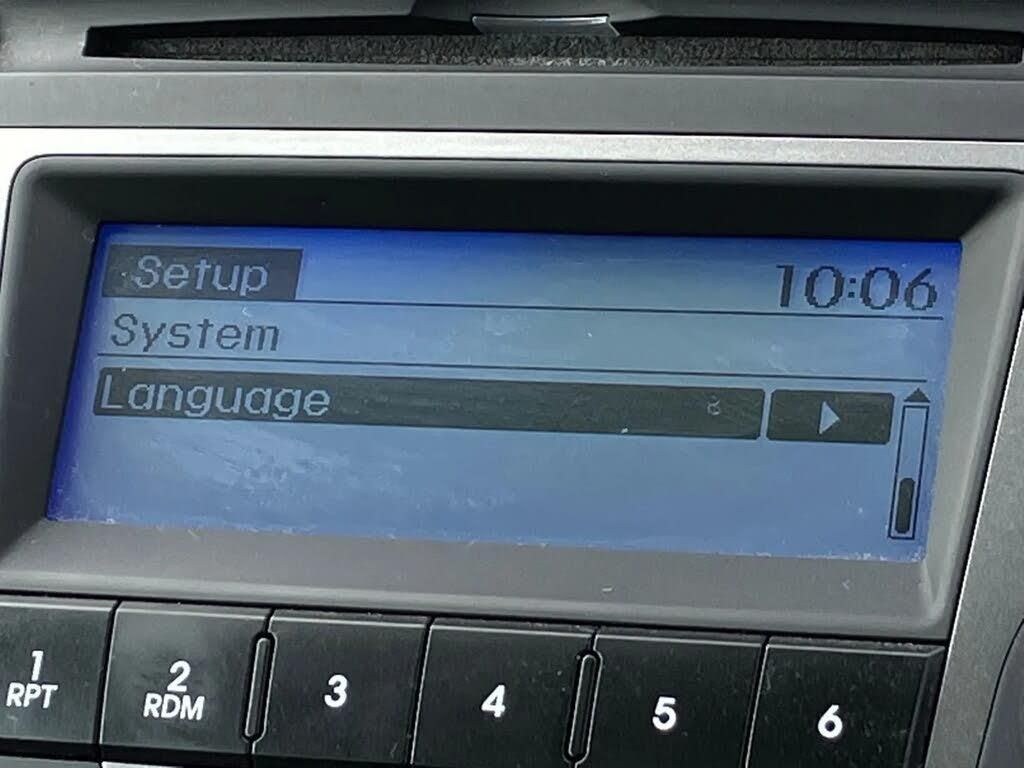 Setup
10:06
System
Language
1
RPT
2
RDM
3
4
5
6